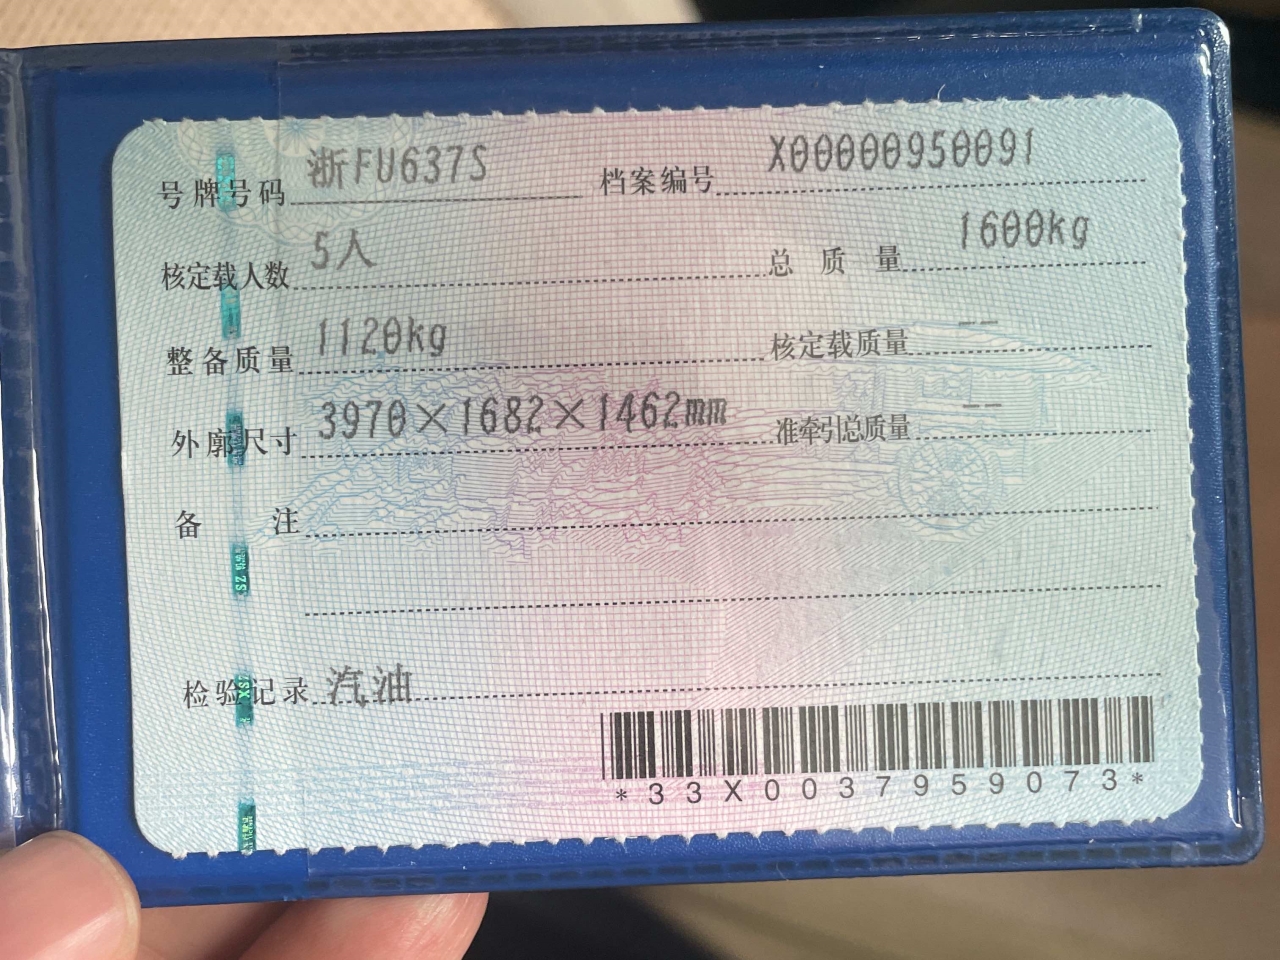 号牌号码 浙FU637S 档案编号 X00000950091
核定载人数 5人 总质量 1600kg
整备质量 1120kg 核定载质量 --
外廓尺寸 3970×1682×1462mm 准牵引总质量 --
备注
检验记录 汽油
*33X0037959073*